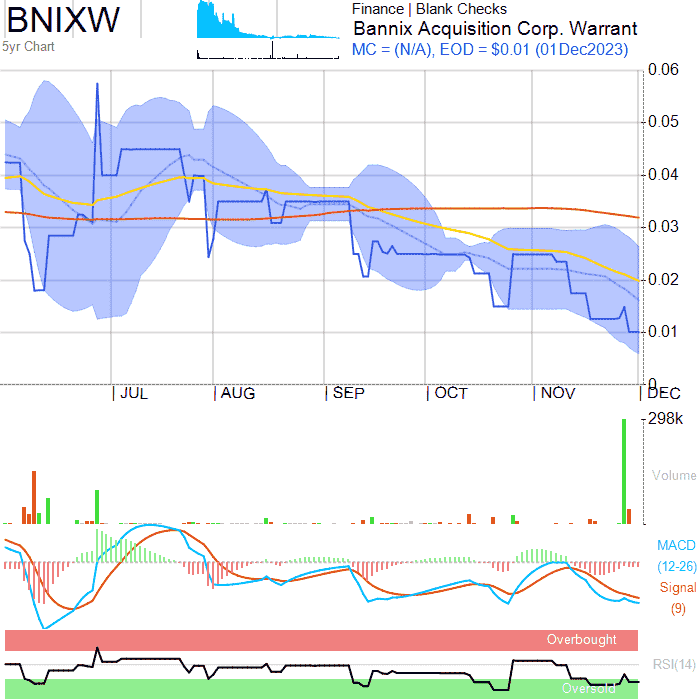 BNIXW
5yr Chart
Finance | Blank Checks
Bannix Acquisition Corp. Warrant
MC = (N/A), EOD = $0.01 (01Dec2023)
0.06
0.05
0.04
0.03
0.02
0.01
0
JUL AUG SEP OCT NOV DEC
298k
Volume
MACD
(12-26)
Signal
(9)
Overbought
RSI(14)
Oversold